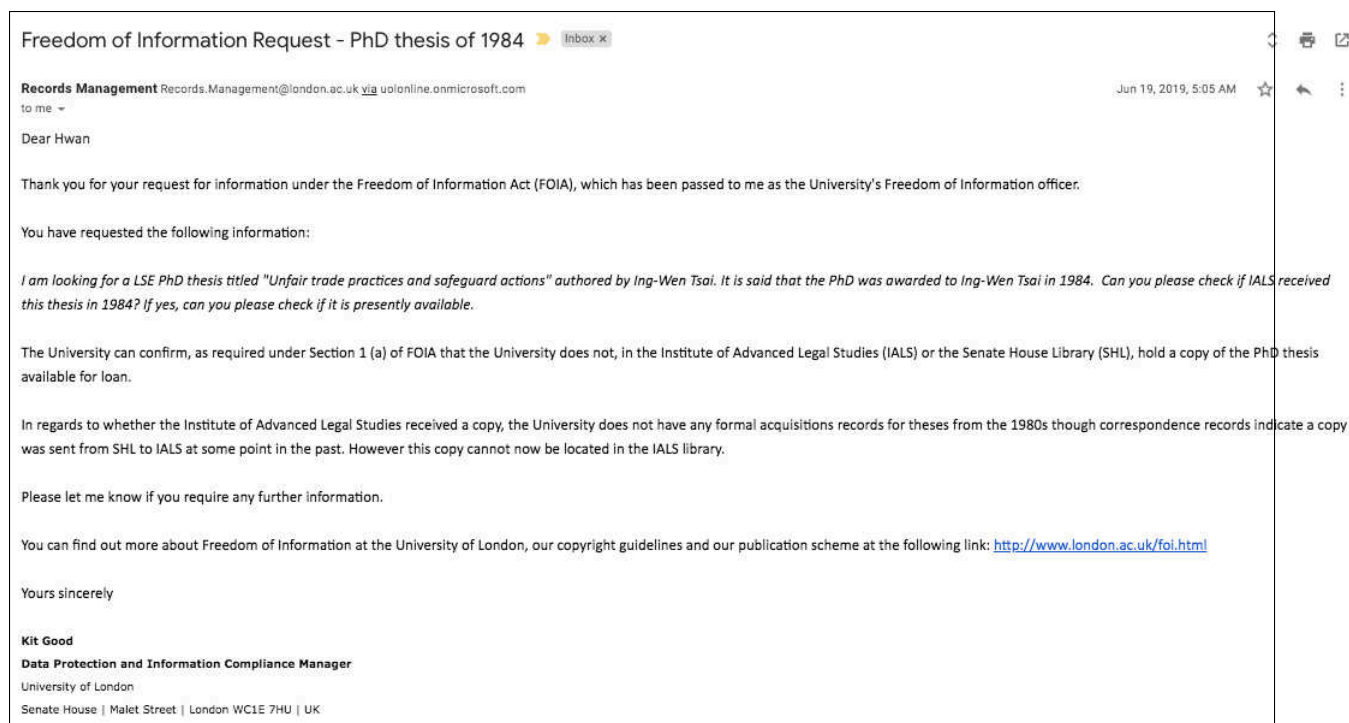 Freedom of Information Request - PhD thesis of 1984 Inbox ×
Records Management Records.Management@london.ac.uk via uolonline.onmicrosoft.com Jun 19, 2019, 5:05 AM
to me
Dear Hwan
Thank you for your request for information under the Freedom of Information Act (FOIA), which has been passed to me as the University's Freedom of Information officer.
You have requested the following information:
I am looking for a LSE PhD thesis titled "Unfair trade practices and safeguard actions" authored by Ing-Wen Tsai. It is said that the PhD was awarded to Ing-Wen Tsai in 1984. Can you please check if IALS received
this thesis in 1984? If yes, can you please check if it is presently available.
The University can confirm, as required under Section 1 (a) of FOIA that the University does not, in the Institute of Advanced Legal Studies (IALS) or the Senate House Library (SHL), hold a copy of the PhD thesis
available for loan.
In regards to whether the Institute of Advanced Legal Studies received a copy, the University does not have any formal acquisitions records for theses from the 1980s though correspondence records indicate a copy
was sent from SHL to IALS at some point in the past. However this copy cannot now be located in the IALS library.
Please let me know if you require any further information.
You can find out more about Freedom of Information at the University of London, our copyright guidelines and our publication scheme at the following link: http://www.london.ac.uk/foi.html
Yours sincerely
Kit Good
Data Protection and Information Compliance Manager
University of London
Senate House | Malet Street | London WC1E 7HU | UK